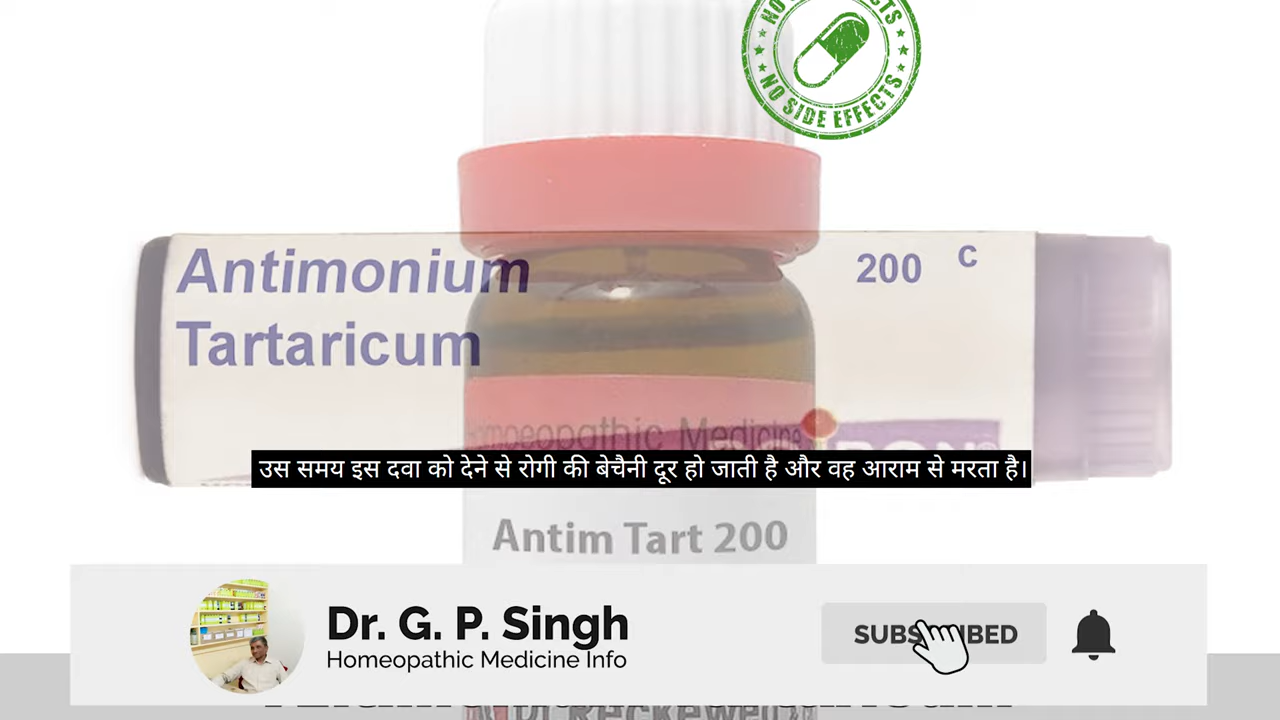 NO SIDE EFFECTS
Antimonium
Tartaricum
200 C
Homoeopathic Medicine
उस समय इस दवा को देने से रोगी की बेचैनी दूर हो जाती है और वह आराम से मरता है।
Antim Tart 200
Dr. G. P. Singh
Homeopathic Medicine Info